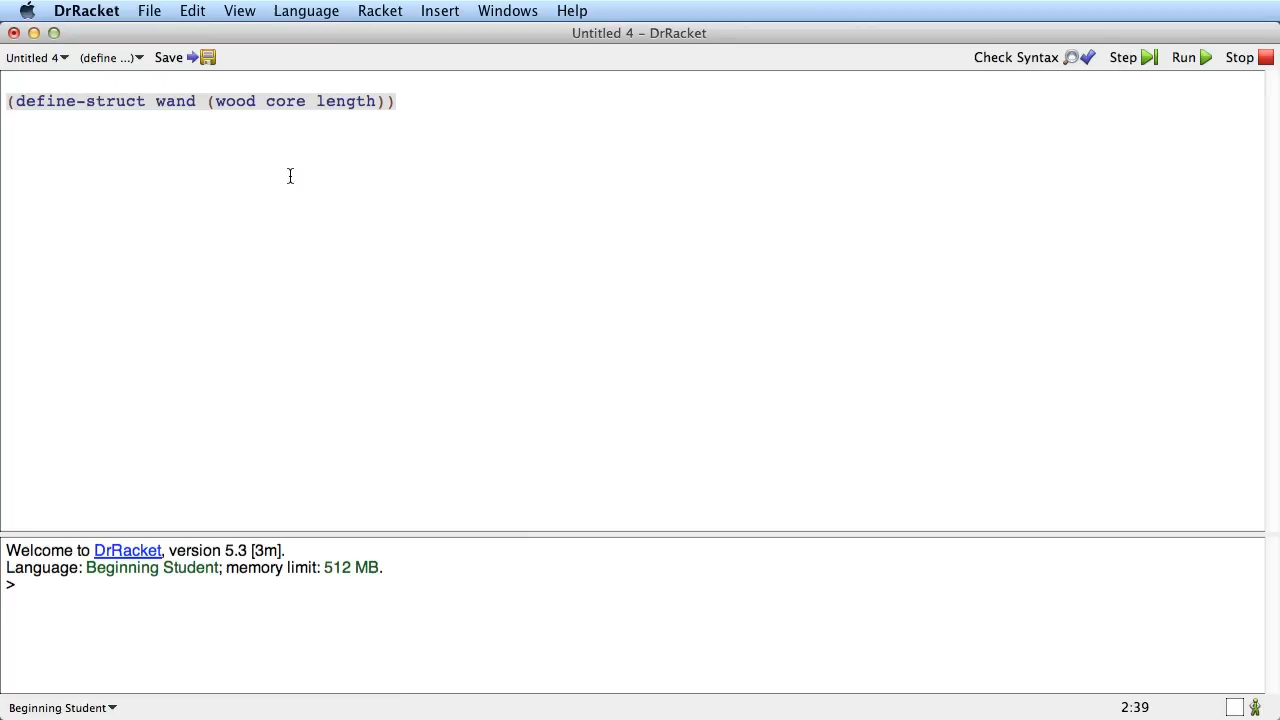 DrRacket File Edit View Language Racket Insert Windows Help
Untitled 4 - DrRacket
Untitled 4 (define ...) Save Check Syntax Step Run Stop
(define-struct wand (wood core length))
Welcome to DrRacket, version 5.3 [3m].
Language: Beginning Student; memory limit: 512 MB.
>
Beginning Student 2:39